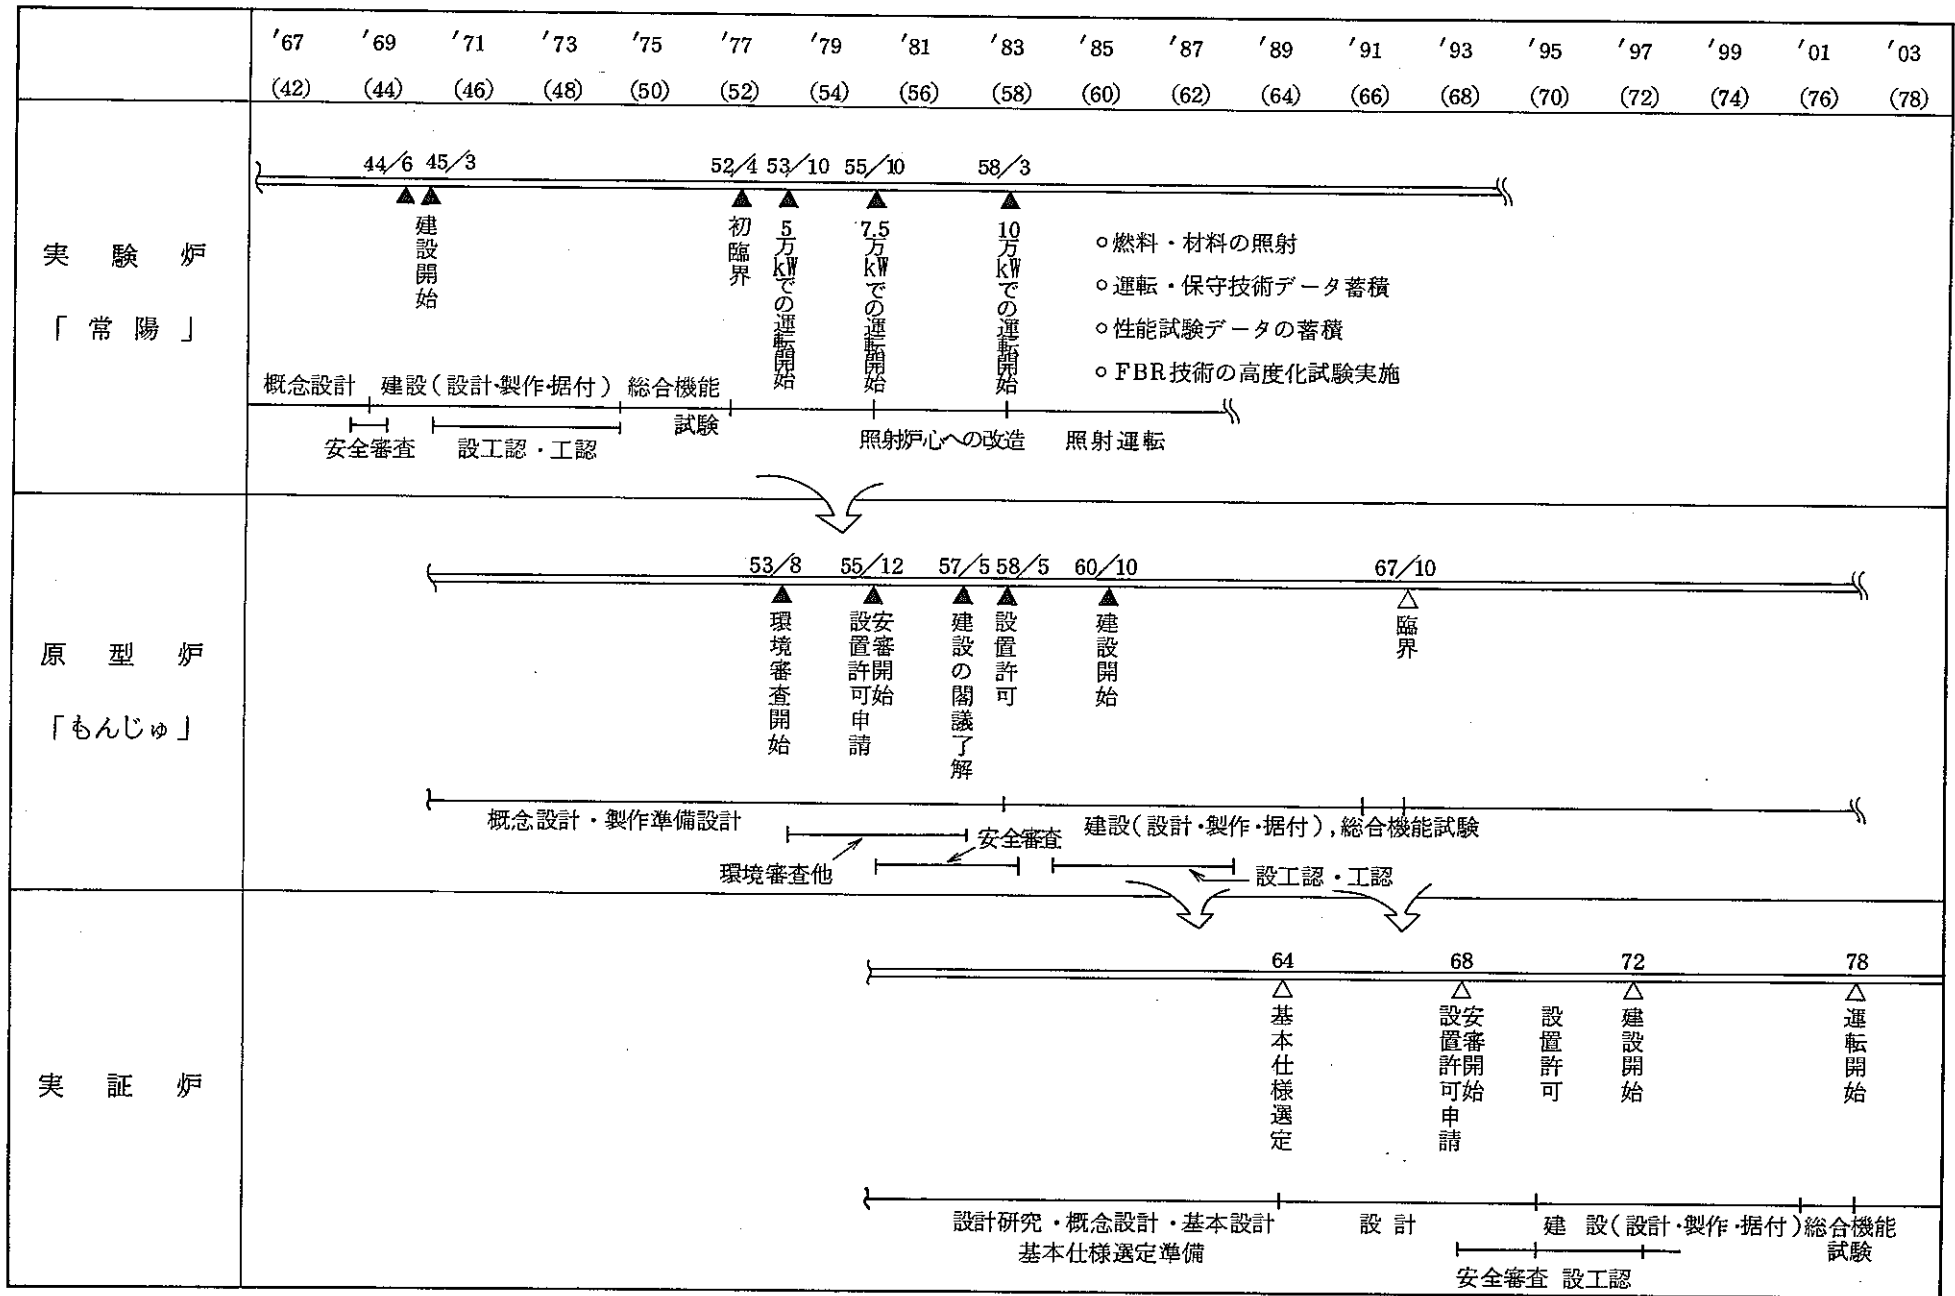 '67 '69 '71 '73 '75 '77 '79 '81 '83 '85 '87 '89 '91 '93 '95 '97 '99 '01 '03
(42) (44) (46) (48) (50) (52) (54) (56) (58) (60) (62) (64) (66) (68) (70) (72) (74) (76) (78)
実験炉
「常陽」
44/6 45/3 52/4 53/10 55/10 58/3
建設開始
初臨界
5万kWでの運転開始
7.5万kWでの運転開始
10万kWでの運転開始
○燃料・材料の照射
○運転・保守技術データ蓄積
○性能試験データの蓄積
○FBR技術の高度化試験実施
概念設計 建設(設計・製作・据付) 総合機能
試験
安全審査 設工認・工認 照射炉心への改造 照射運転
原型炉
「もんじゅ」
53/8 55/12 57/5 58/5 60/10 67/10
環境審査開始
安審開始
設置許可申請
建設の閣議了解
設置許可
建設開始
臨界
概念設計・製作準備設計 建設(設計・製作・据付),総合機能試験
安全審査
環境審査他 設工認・工認
実証炉
64 68 72 78
基本仕様選定
安審開始
設置許可申請
設置許可
建設開始
運転開始
設計研究・概念設計・基本設計 設計 建設(設計・製作・据付)総合機能
基本仕様選定準備 試験
安全審査 設工認